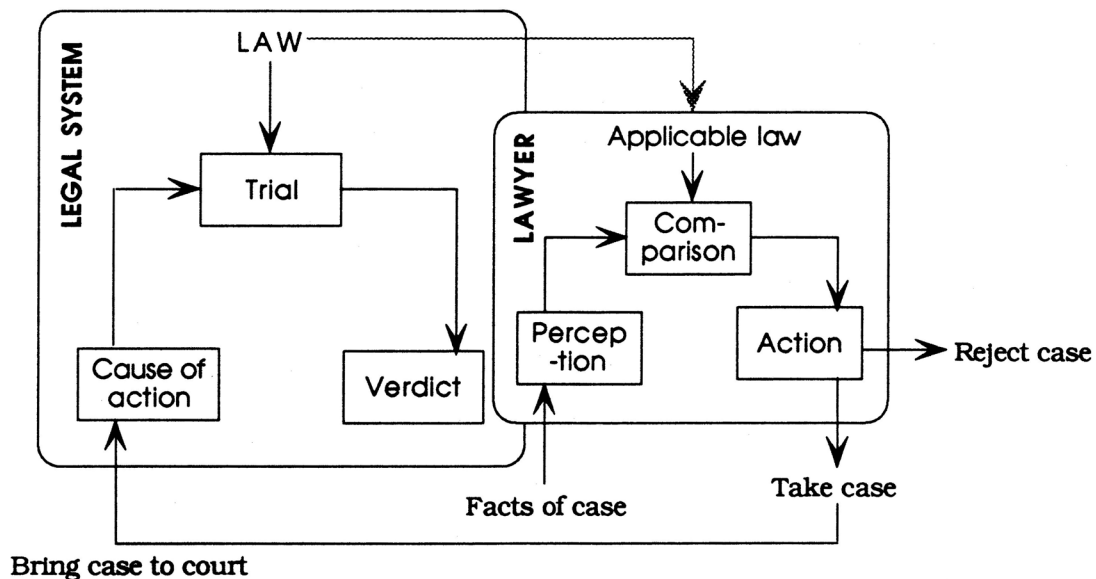 LEGAL SYSTEM
LAW
Trial
Cause of
action
Verdict
LAWYER
Applicable law
Com-
parison
Percep
-tion
Action
Reject case
Take case
Facts of case
Bring case to court